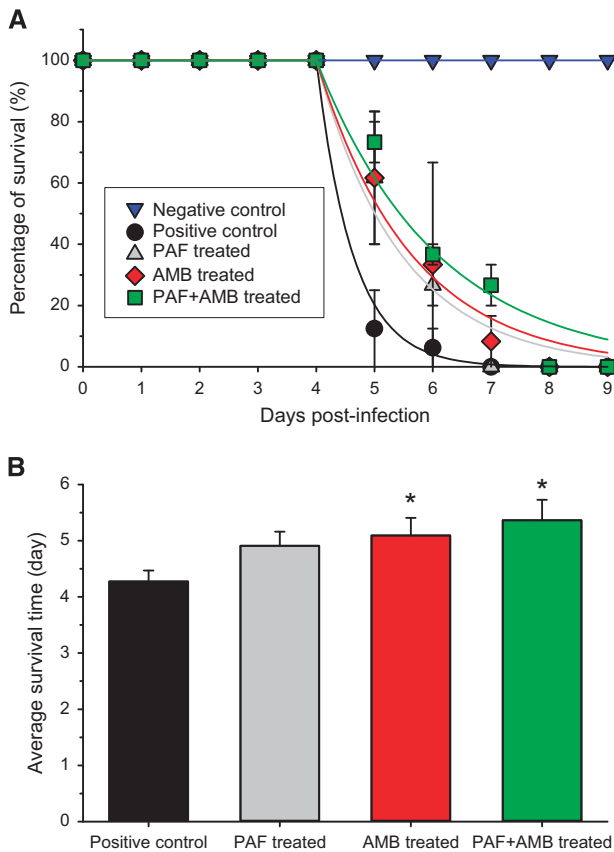 A
Percentage of survival (%)
100
80
60
40
20
0
Negative control
Positive control
PAF treated
AMB treated
PAF+AMB treated
0 1 2 3 4 5 6 7 8 9
Days post-infection
B
Average survival time (day)
6
5
4
3
2
1
0
* *
Positive control PAF treated AMB treated PAF+AMB treated